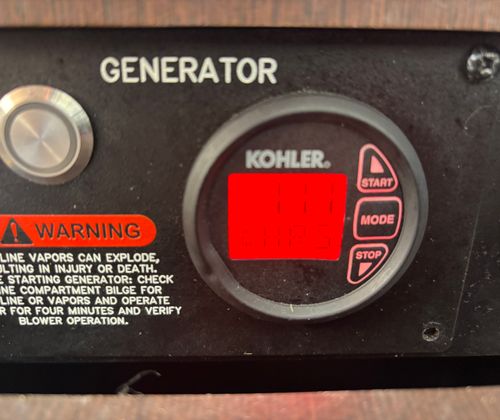 GENERATOR
KOHLER
START
MODE
STOP
WARNING
LINE VAPORS CAN EXPLODE,
ULTING IN INJURY OR DEATH.
E STARTING GENERATOR: CHECK
INE COMPARTMENT BILGE FOR
LINE OR VAPORS AND OPERATE
R FOR FOUR MINUTES AND VERIFY
BLOWER OPERATION.